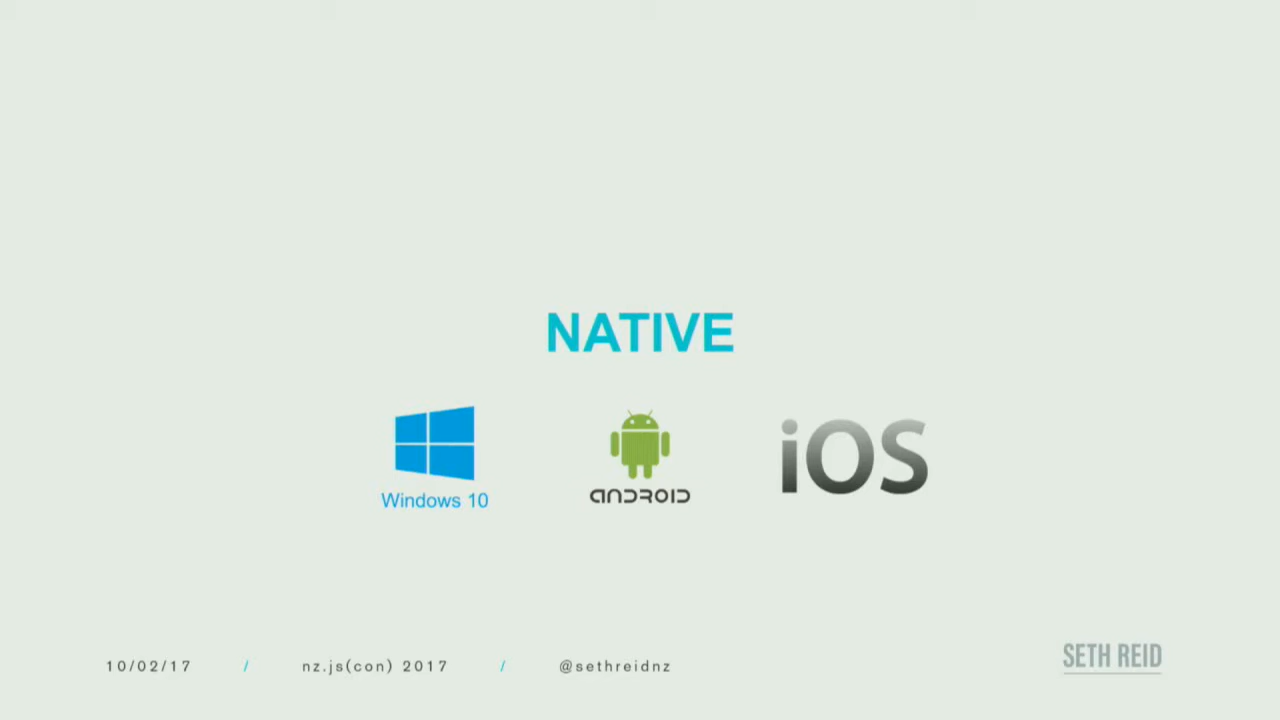 NATIVE
Windows 10
ANDROID
iOS
10/02/17 / nz.js(con) 2017 / @sethreidnz
SETH REID